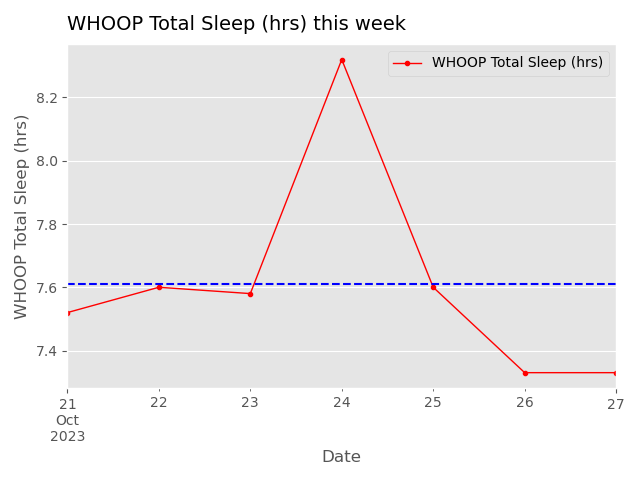 WHOOP Total Sleep (hrs) this week
WHOOP Total Sleep (hrs)
WHOOP Total Sleep (hrs)
8.2
8.0
7.8
7.6
7.4
21 22 23 24 25 26 27
Oct
2023
Date